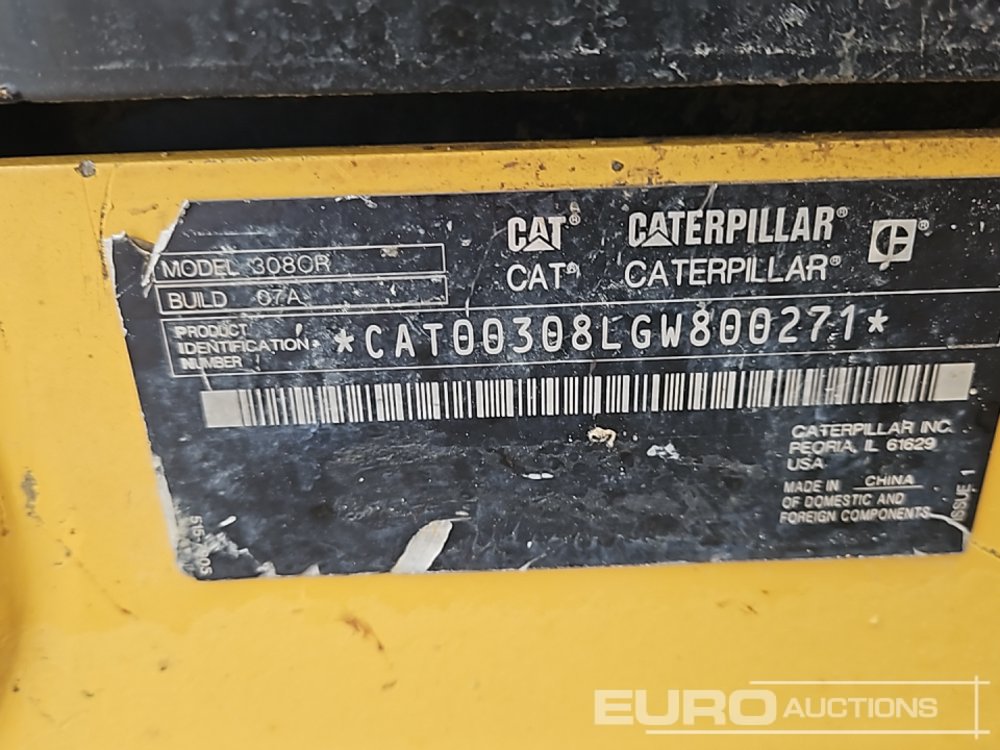 CAT® CATERPILLAR®
CAT® CATERPILLAR®
MODEL 308CR
BUILD 07A
PRODUCT IDENTIFICATION NUMBER *CAT00308LGW800271*
CATERPILLAR INC.
PEORIA, IL 61629
USA
MADE IN CHINA
OF DOMESTIC AND
FOREIGN COMPONENTS
ISSUE 1
EURO AUCTIONS